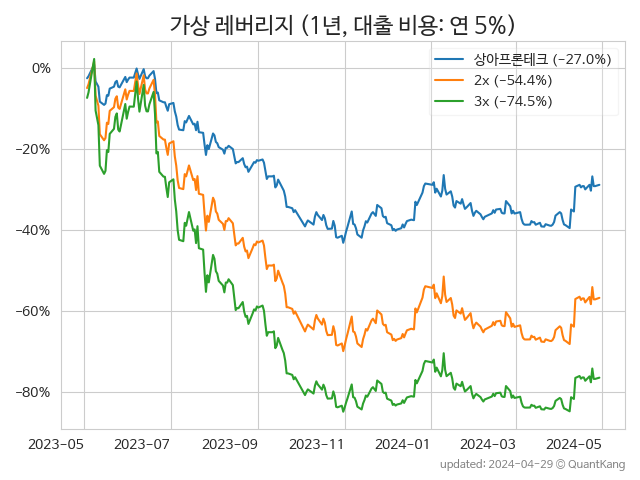 가상 레버리지 (1년, 대출 비용: 연 5%)
상아프론테크 (−27.0%)
2x (−54.4%)
3x (−74.5%)
0%
−20%
−40%
−60%
−80%
2023-05 2023-07 2023-09 2023-11 2024-01 2024-03 2024-05
updated: 2024-04-29 © QuantKang